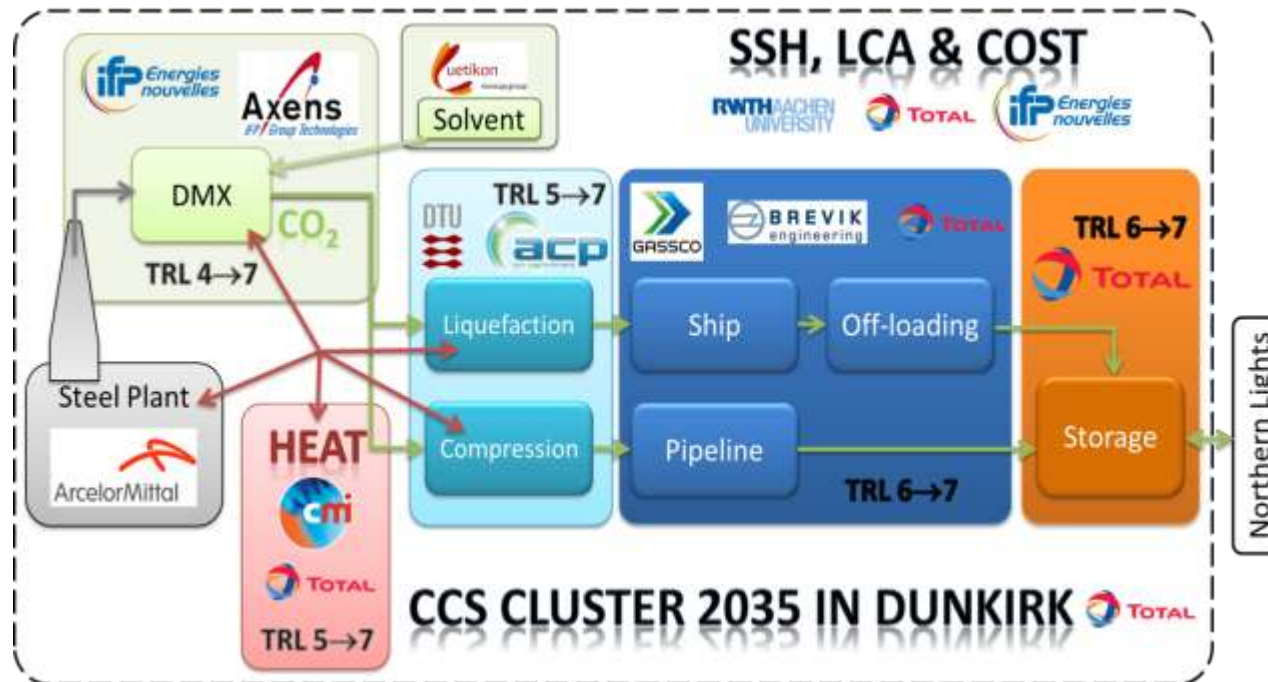 SSH, LCA & COST
RWTH AACHEN
UNIVERSITY
TOTAL
ifp Energies
nouvelles
ifp Energies
nouvelles
Axens
IFP Group Technologies
uetikon
Solvent
DMX
CO2
TRL 4→7
Steel Plant
ArcelorMittal
HEAT
cmi
TOTAL
TRL 5→7
TRL 5→7
DTU
acp
Liquefaction
Compression
GASSCO
BREVIK
engineering
TOTAL
Ship
Off-loading
Pipeline
TRL 6→7
TRL 6→7
TOTAL
Storage
Northern Lights
CCS CLUSTER 2035 IN DUNKIRK
TOTAL